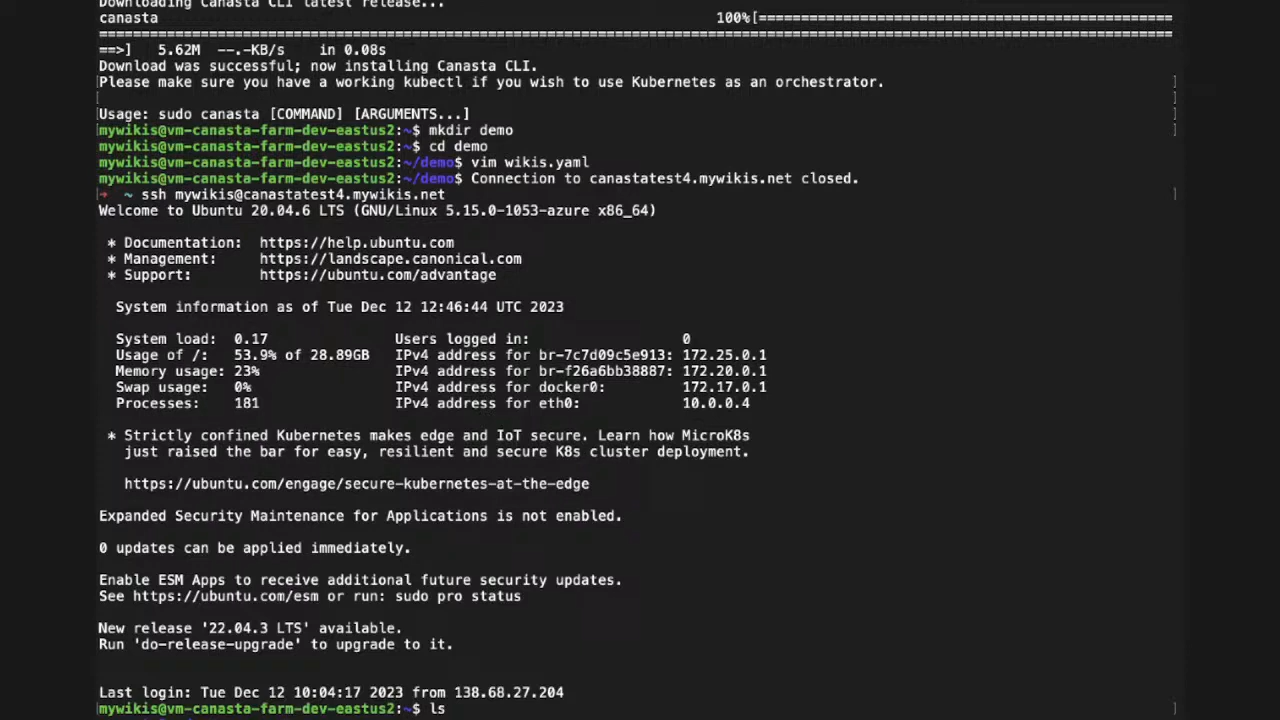 Downloading Canasta CLI latest release...
canasta 100%[=================================================
================================================================================================================================
==>] 5.62M --.-KB/s in 0.08s
Download was successful; now installing Canasta CLI.
Please make sure you have a working kubectl if you wish to use Kubernetes as an orchestrator.
Usage: sudo canasta [COMMAND] [ARGUMENTS...]
mywikis@vm-canasta-farm-dev-eastus2:~$ mkdir demo
mywikis@vm-canasta-farm-dev-eastus2:~$ cd demo
mywikis@vm-canasta-farm-dev-eastus2:~/demo$ vim wikis.yaml
mywikis@vm-canasta-farm-dev-eastus2:~/demo$ Connection to canastatest4.mywikis.net closed.
→ ~ ssh mywikis@canastatest4.mywikis.net
Welcome to Ubuntu 20.04.6 LTS (GNU/Linux 5.15.0-1053-azure x86_64)
* Documentation: https://help.ubuntu.com
* Management: https://landscape.canonical.com
* Support: https://ubuntu.com/advantage
System information as of Tue Dec 12 12:46:44 UTC 2023
System load: 0.17 Users logged in: 0
Usage of /: 53.9% of 28.89GB IPv4 address for br-7c7d09c5e913: 172.25.0.1
Memory usage: 23% IPv4 address for br-f26a6bb38887: 172.20.0.1
Swap usage: 0% IPv4 address for docker0: 172.17.0.1
Processes: 181 IPv4 address for eth0: 10.0.0.4
* Strictly confined Kubernetes makes edge and IoT secure. Learn how MicroK8s
just raised the bar for easy, resilient and secure K8s cluster deployment.
https://ubuntu.com/engage/secure-kubernetes-at-the-edge
Expanded Security Maintenance for Applications is not enabled.
0 updates can be applied immediately.
Enable ESM Apps to receive additional future security updates.
See https://ubuntu.com/esm or run: sudo pro status
New release '22.04.3 LTS' available.
Run 'do-release-upgrade' to upgrade to it.
Last login: Tue Dec 12 10:04:17 2023 from 138.68.27.204
mywikis@vm-canasta-farm-dev-eastus2:~$ ls